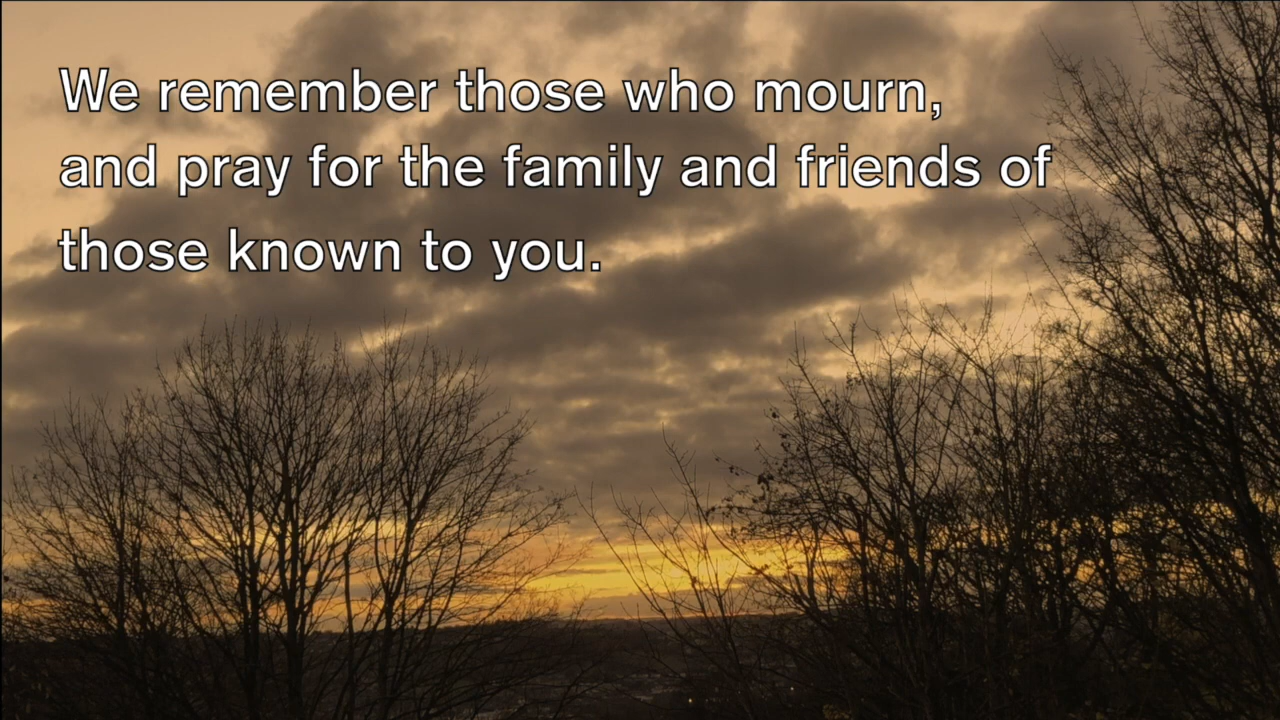 We remember those who mourn,
and pray for the family and friends of
those known to you.